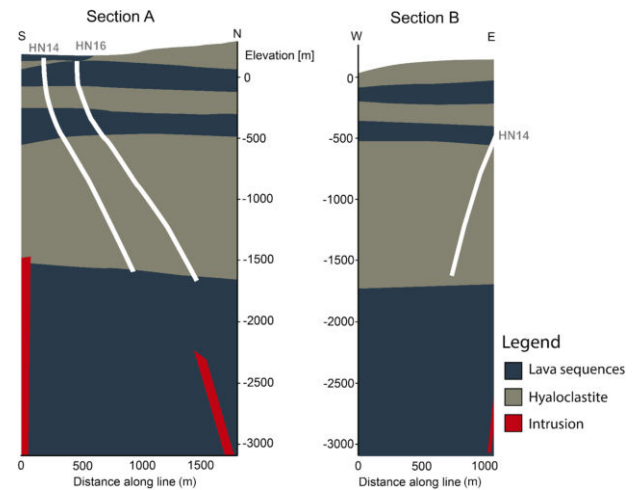 Section A
S
HN14
HN16
N
Elevation [m]
0
-500
-1000
-1500
-2000
-2500
-3000
0
500
1000
1500
Distance along line (m)
Section B
W
E
0
-500
HN14
-1000
-1500
-2000
-2500
-3000
0
1000
Distance along line (m)
Legend
Lava sequences
Hyaloclastite
Intrusion